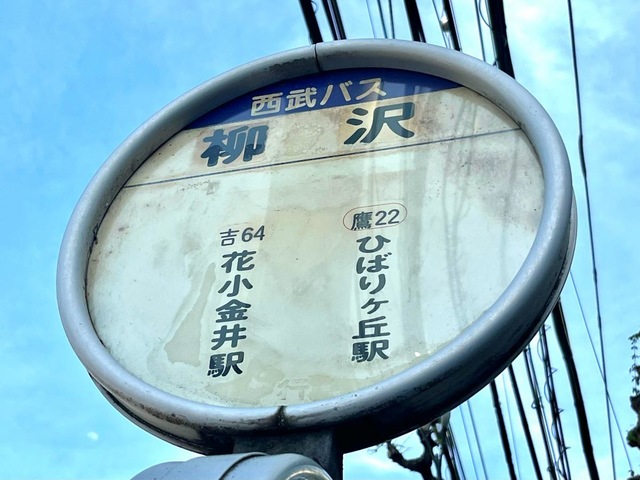 西武バス
柳沢
鷹22
ひばりヶ丘駅
吉64
花小金井駅